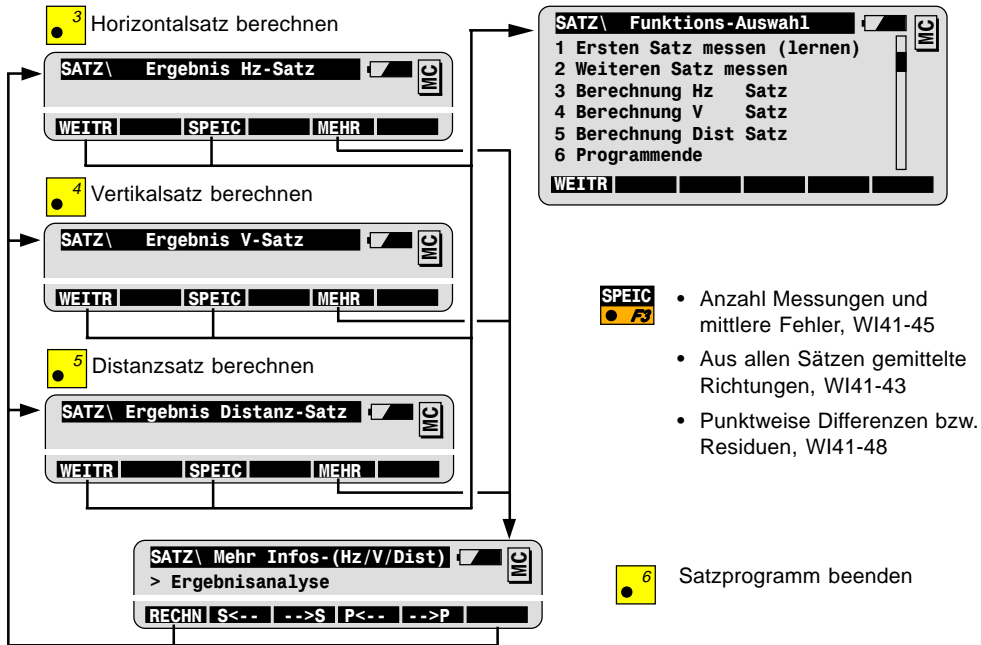 3 Horizontalsatz berechnen
SATZ\ Ergebnis Hz-Satz MC
WEITR SPEIC MEHR
4 Vertikalsatz berechnen
SATZ\ Ergebnis V-Satz MC
WEITR SPEIC MEHR
5 Distanzsatz berechnen
SATZ\ Ergebnis Distanz-Satz MC
WEITR SPEIC MEHR
SATZ\ Mehr Infos-(Hz/V/Dist) MC
> Ergebnisanalyse
RECHN S<-- -->S P<-- -->P
SATZ\ Funktions-Auswahl MC
1 Ersten Satz messen (lernen)
2 Weiteren Satz messen
3 Berechnung Hz Satz
4 Berechnung V Satz
5 Berechnung Dist Satz
6 Programmende
WEITR
SPEIC
F3
• Anzahl Messungen und
mittlere Fehler, WI41-45
• Aus allen Sätzen gemittelte
Richtungen, WI41-43
• Punktweise Differenzen bzw.
Residuen, WI41-48
6 Satzprogramm beenden